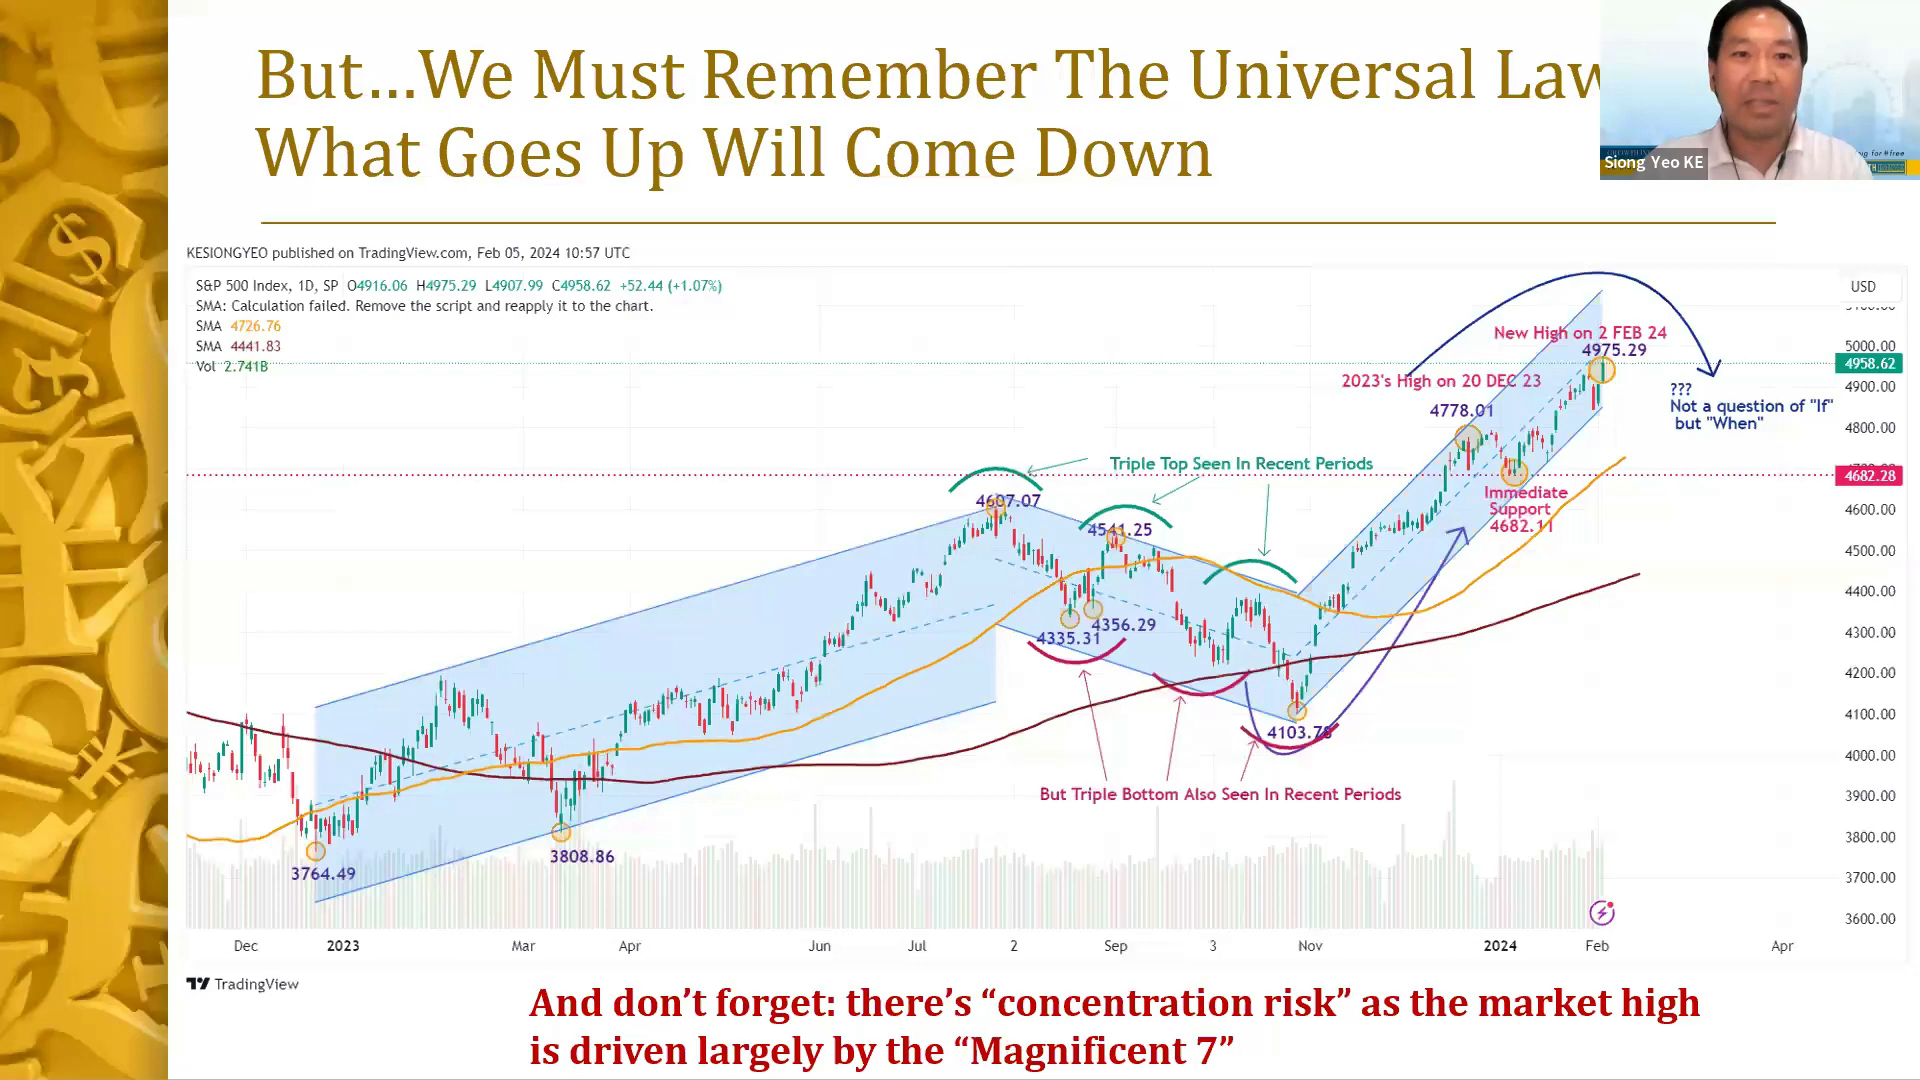 But...We Must Remember The Universal Law
What Goes Up Will Come Down
Siong Yeo KE
KESIONGYEO published on TradingView.com, Feb 05, 2024 10:57 UTC
S&P 500 Index, 1D, SP O4916.06 H4975.29 L4907.99 C4958.62 +52.44 (+1.07%)
SMA: Calculation failed. Remove the script and reapply it to the chart.
SMA 4726.76
SMA 4441.83
Vol 2.741B
USD
5000.00
4958.62
4900.00
4800.00
4682.28
4600.00
4500.00
4400.00
4300.00
4200.00
4100.00
4000.00
3900.00
3800.00
3700.00
3600.00
New High on 2 FEB 24
4975.29
2023's High on 20 DEC 23
4778.01
???
Not a question of "If"
but "When"
Triple Top Seen In Recent Periods
4607.07
4541.25
Immediate
Support
4682.11
4356.29
4335.31
4103.78
But Triple Bottom Also Seen In Recent Periods
3808.86
3764.49
Dec 2023 Mar Apr Jun Jul 2 Sep 3 Nov 2024 Feb Apr
TradingView
And don’t forget: there’s “concentration risk” as the market high
is driven largely by the “Magnificent 7”